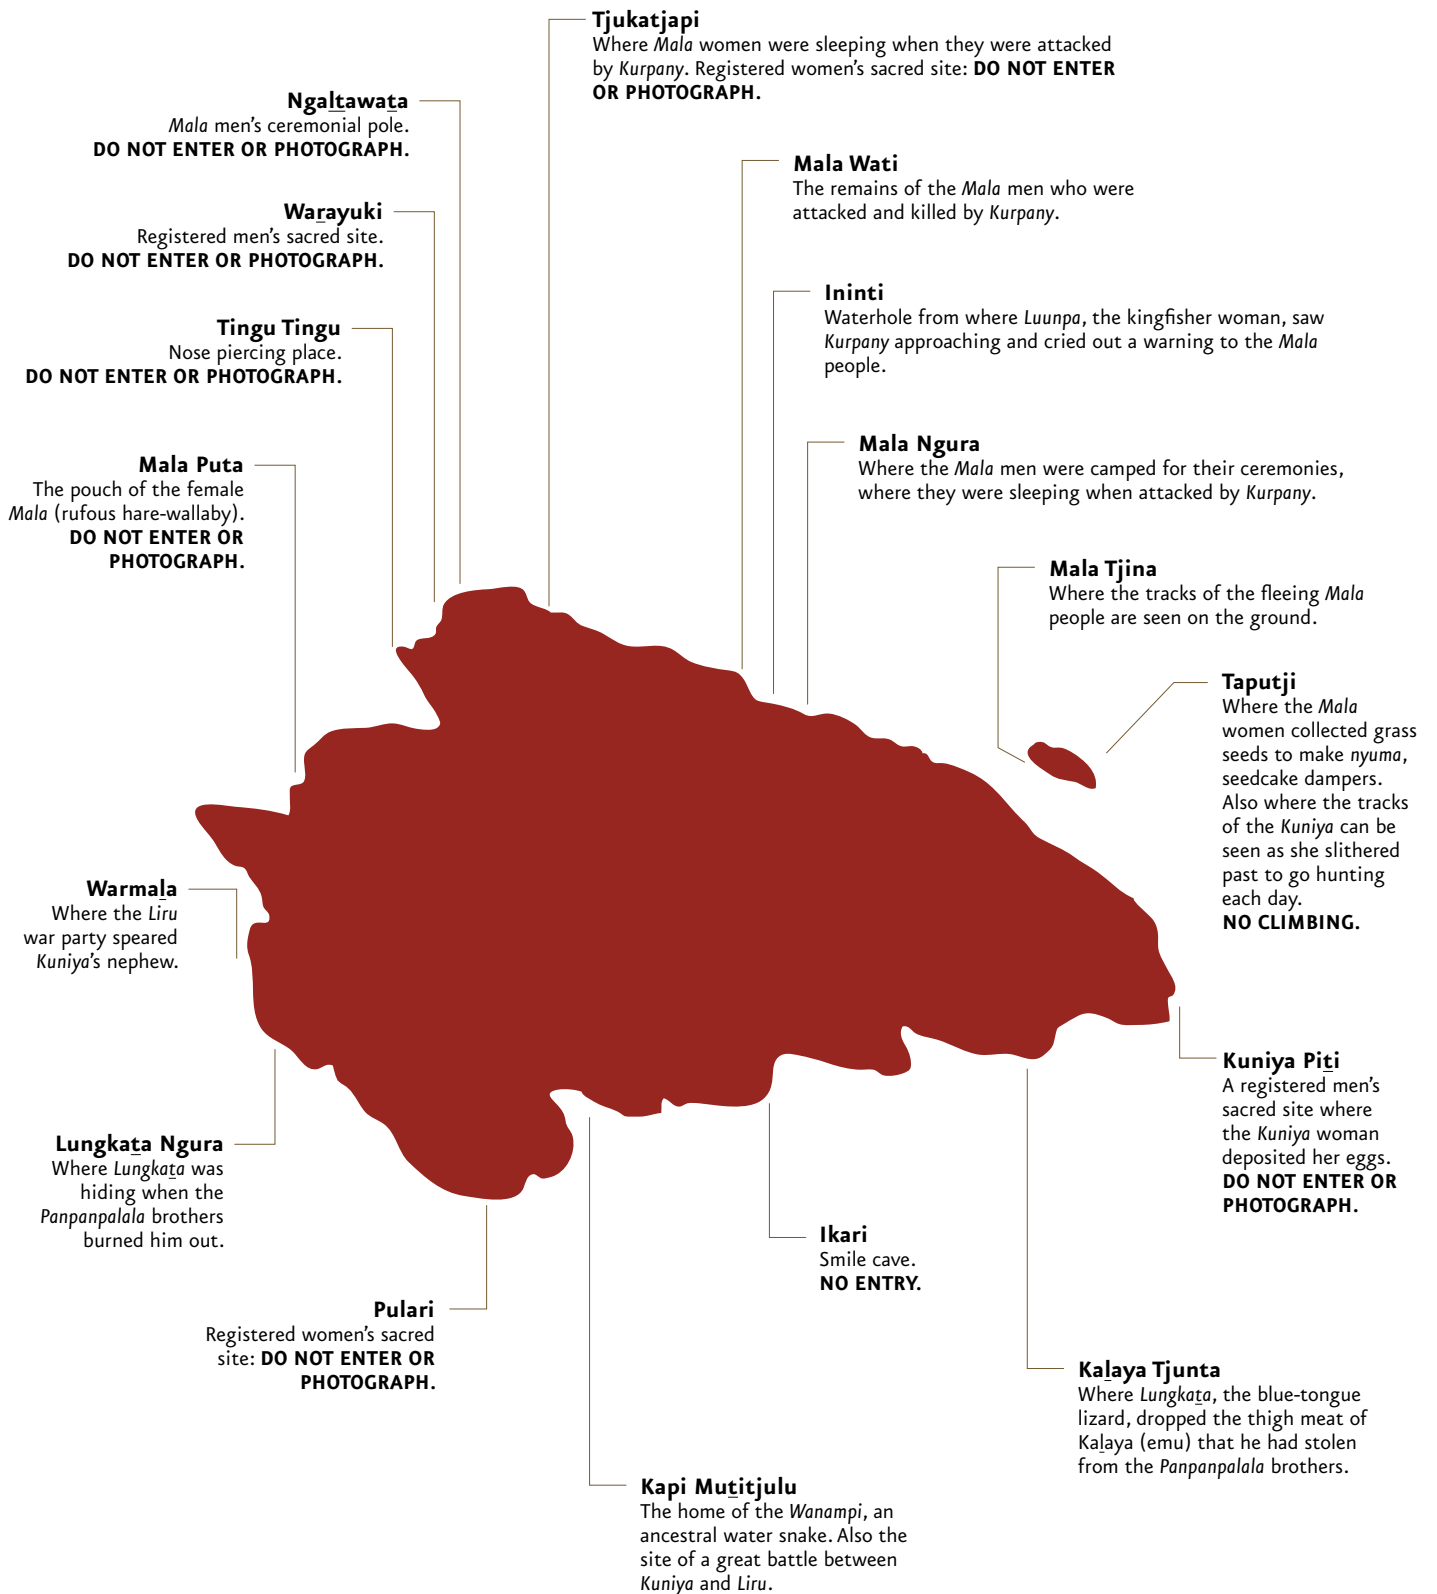 Tjukatjapi
Where Mala women were sleeping when they were attacked
by Kurpany. Registered women’s sacred site: DO NOT ENTER
OR PHOTOGRAPH.
Ngaḻṯawaṯa
Mala men’s ceremonial pole.
DO NOT ENTER OR PHOTOGRAPH.
Mala Wati
The remains of the Mala men who were
attacked and killed by Kurpany.
Waṟayuki
Registered men’s sacred site.
DO NOT ENTER OR PHOTOGRAPH.
Ininti
Waterhole from where Luunpa, the kingfisher woman, saw
Kurpany approaching and cried out a warning to the Mala
people.
Tingu Tingu
Nose piercing place.
DO NOT ENTER OR PHOTOGRAPH.
Mala Ngura
Where the Mala men were camped for their ceremonies,
where they were sleeping when attacked by Kurpany.
Mala Puta
The pouch of the female
Mala (rufous hare-wallaby).
DO NOT ENTER OR
PHOTOGRAPH.
Mala Tjina
Where the tracks of the fleeing Mala
people are seen on the ground.
Taputji
Where the Mala
women collected grass
seeds to make nyuma,
seedcake dampers.
Also where the tracks
of the Kuniya can be
seen as she slithered
past to go hunting
each day.
NO CLIMBING.
Warmaḻa
Where the Liru
war party speared
Kuniya’s nephew.
Kuniya Piṯi
A registered men’s
sacred site where
the Kuniya woman
deposited her eggs.
DO NOT ENTER OR
PHOTOGRAPH.
Lungkaṯa Ngura
Where Lungkaṯa was
hiding when the
Panpanpalala brothers
burned him out.
Ikari
Smile cave.
NO ENTRY.
Pulari
Registered women’s sacred
site: DO NOT ENTER OR
PHOTOGRAPH.
Kaḻaya Tjunta
Where Lungkaṯa, the blue-tongue
lizard, dropped the thigh meat of
Kaḻaya (emu) that he had stolen
from the Panpanpalala brothers.
Kapi Muṯitjulu
The home of the Wanampi, an
ancestral water snake. Also the
site of a great battle between
Kuniya and Liru.